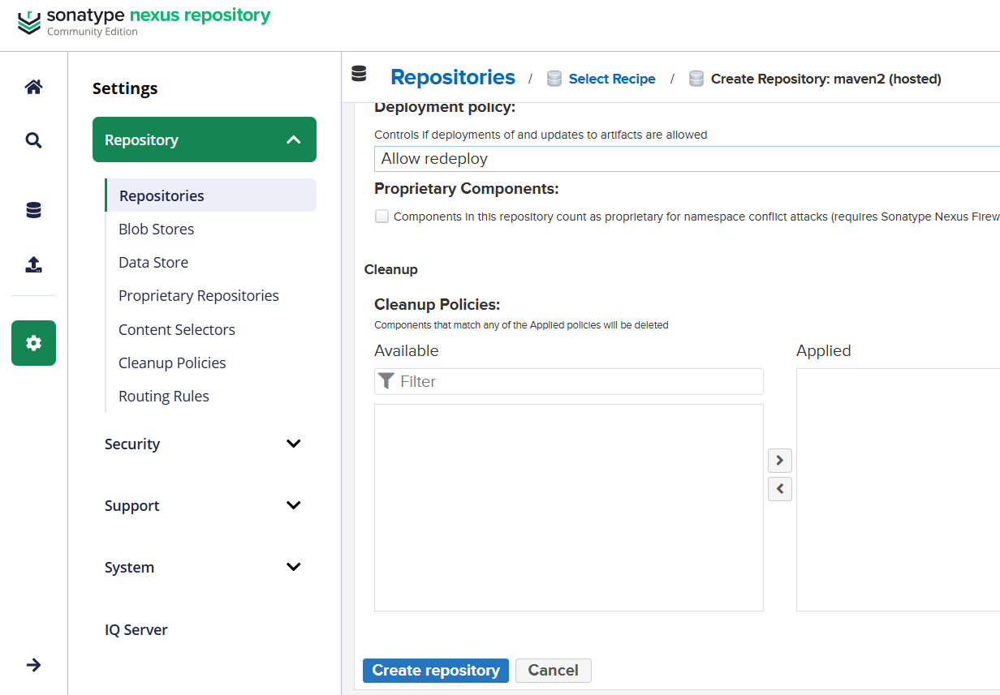 sonatype nexus repository
Community Edition
Settings
Repository
Repositories
Blob Stores
Data Store
Proprietary Repositories
Content Selectors
Cleanup Policies
Routing Rules
Security
Support
System
IQ Server
Repositories / Select Recipe / Create Repository: maven2 (hosted)
Deployment policy:
Controls if deployments of and updates to artifacts are allowed
Allow redeploy
Proprietary Components:
Components in this repository count as proprietary for namespace conflict attacks (requires Sonatype Nexus Firew
Cleanup
Cleanup Policies:
Components that match any of the Applied policies will be deleted
Available
Applied
Filter
Create repository
Cancel